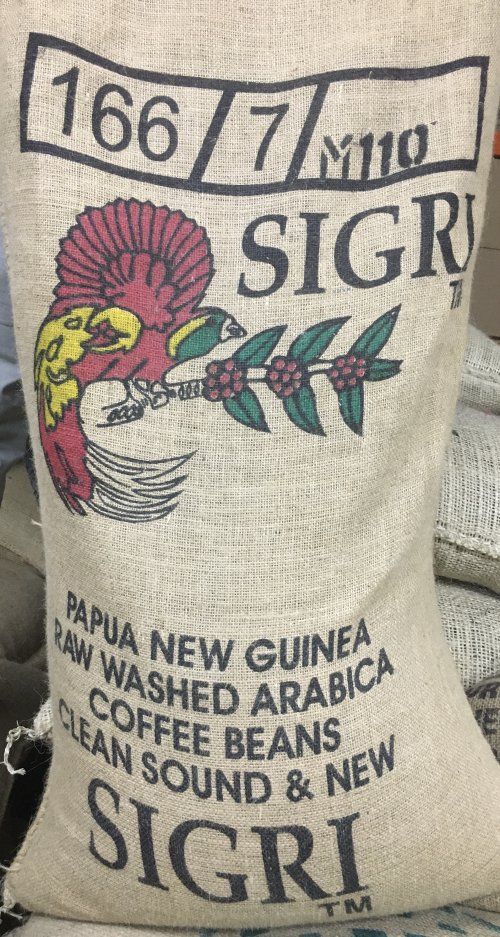 166/7/M110
SIGRI
TM
PAPUA NEW GUINEA
RAW WASHED ARABICA
COFFEE BEANS
CLEAN SOUND & NEW
SIGRI
TM